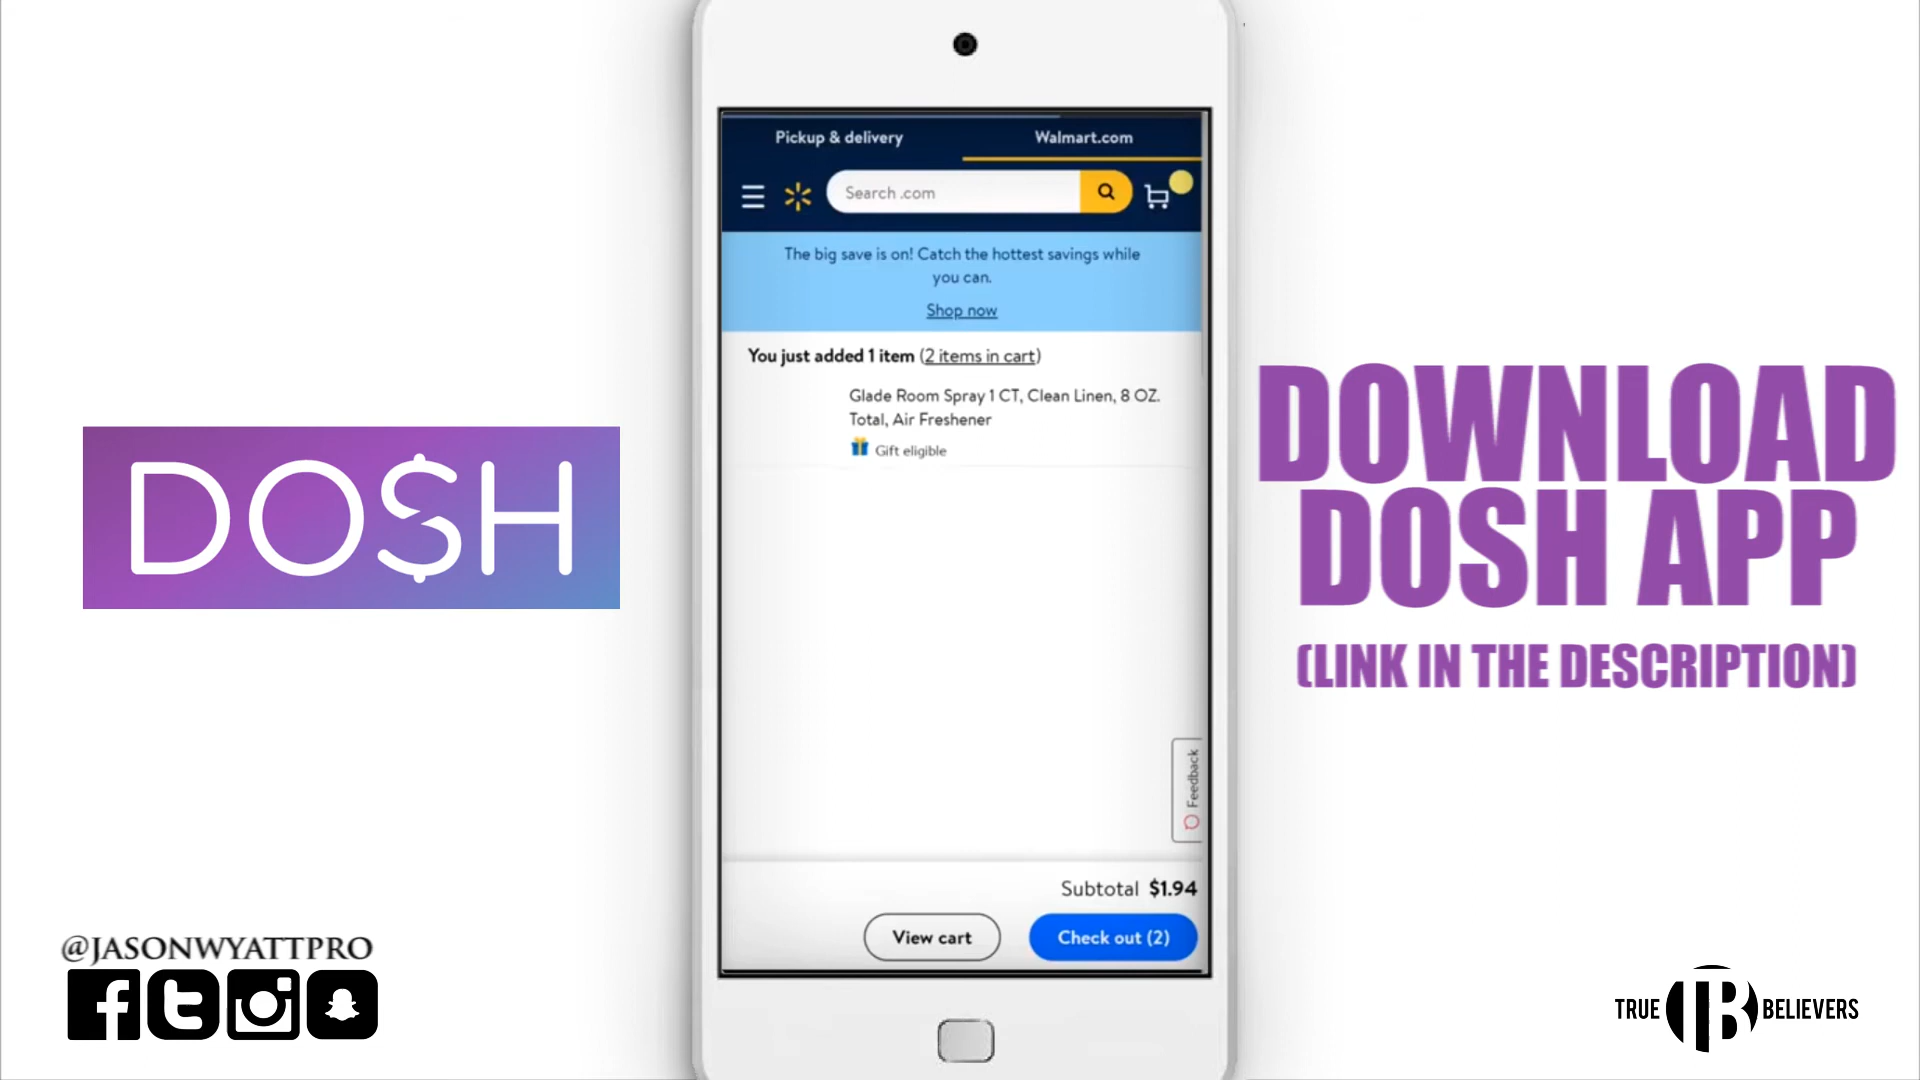 Pickup & delivery
Walmart.com
Search .com
The big save is on! Catch the hottest savings while
you can.
Shop now
You just added 1 item (2 items in cart)
Glade Room Spray 1 CT, Clean Linen, 8 OZ.
Total, Air Freshener
Gift eligible
Feedback
Subtotal $1.94
View cart
Check out (2)
DO$H
DOWNLOAD
DOSH APP
(LINK IN THE DESCRIPTION)
@JASONWYATTPRO
TRUE TB BELIEVERS